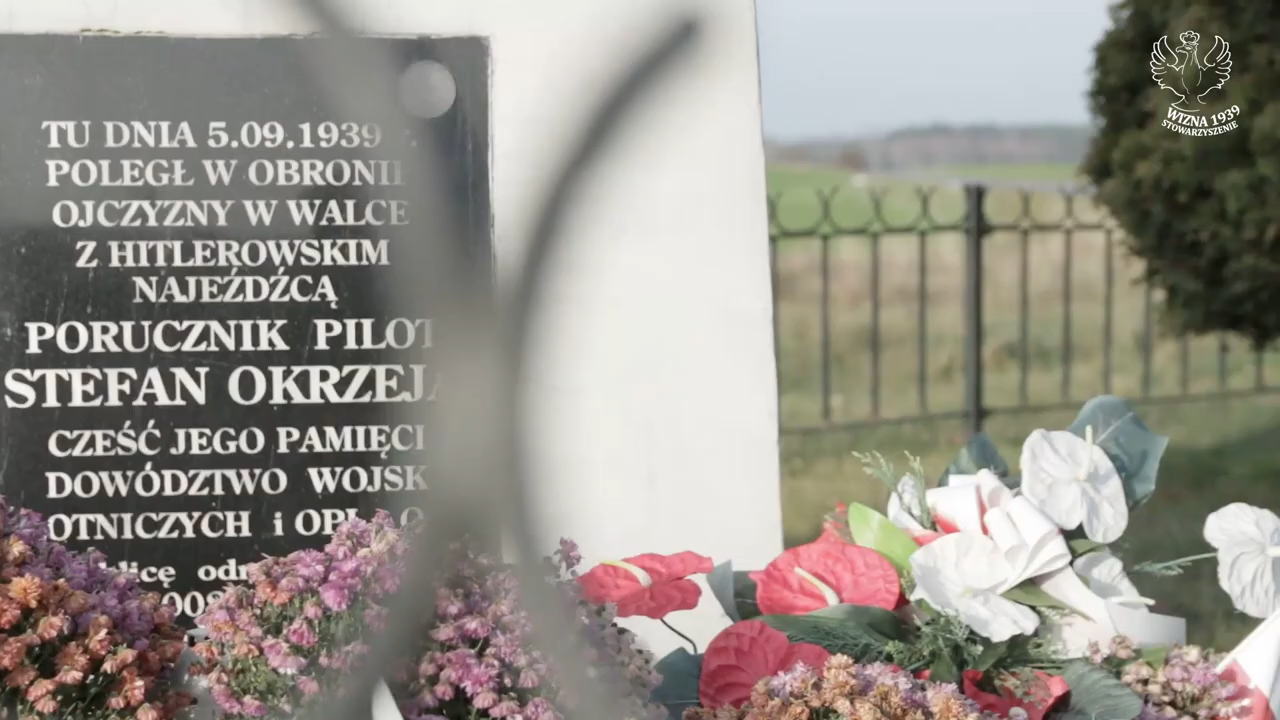 TU DNIA 5.09.1939
POLEGŁ W OBRONIE
OJCZYZNY W WALCE
Z HITLEROWSKIM
NAJEŹDŹCĄ
PORUCZNIK PILOT
STEFAN OKRZEJA
CZEŚĆ JEGO PAMIĘCI
DOWÓDZTWO WOJSK
OTNICZYCH i OPL
WIZNA 1939
STOWARZYSZENIE